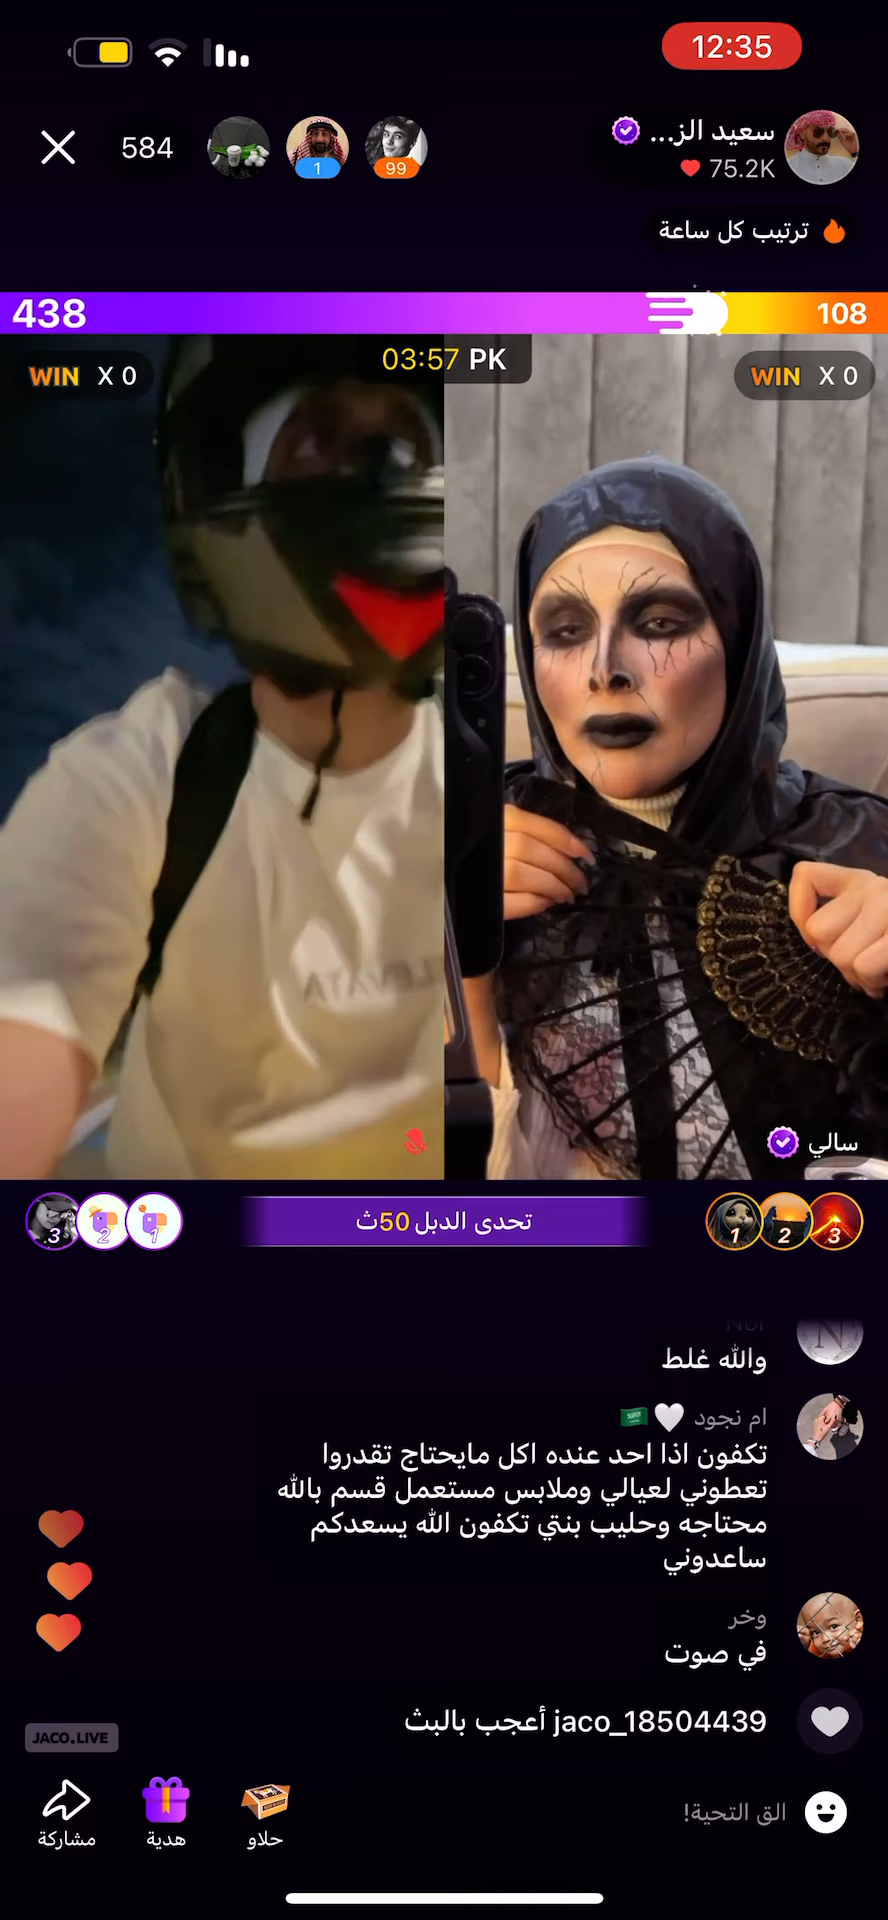 12:35
سعيد الز...
75.2K
584
1
99
ترتيب كل ساعة
438
108
WIN X 0
03:57 PK
WIN X 0
سالي
3
2
1
تحدى الدبل 50ث
1
2
3
N
والله غلط
ام نجود
تكفون اذا احد عنده اكل مايحتاج تقدروا
تعطوني لعيالي وملابس مستعمل قسم بالله
محتاجه وحليب بنتي تكفون الله يسعدكم
ساعدوني
وخر
في صوت
jaco_18504439 أعجب بالبث
JACO.LIVE
مشاركة
هدية
حلاو
الق التحية!